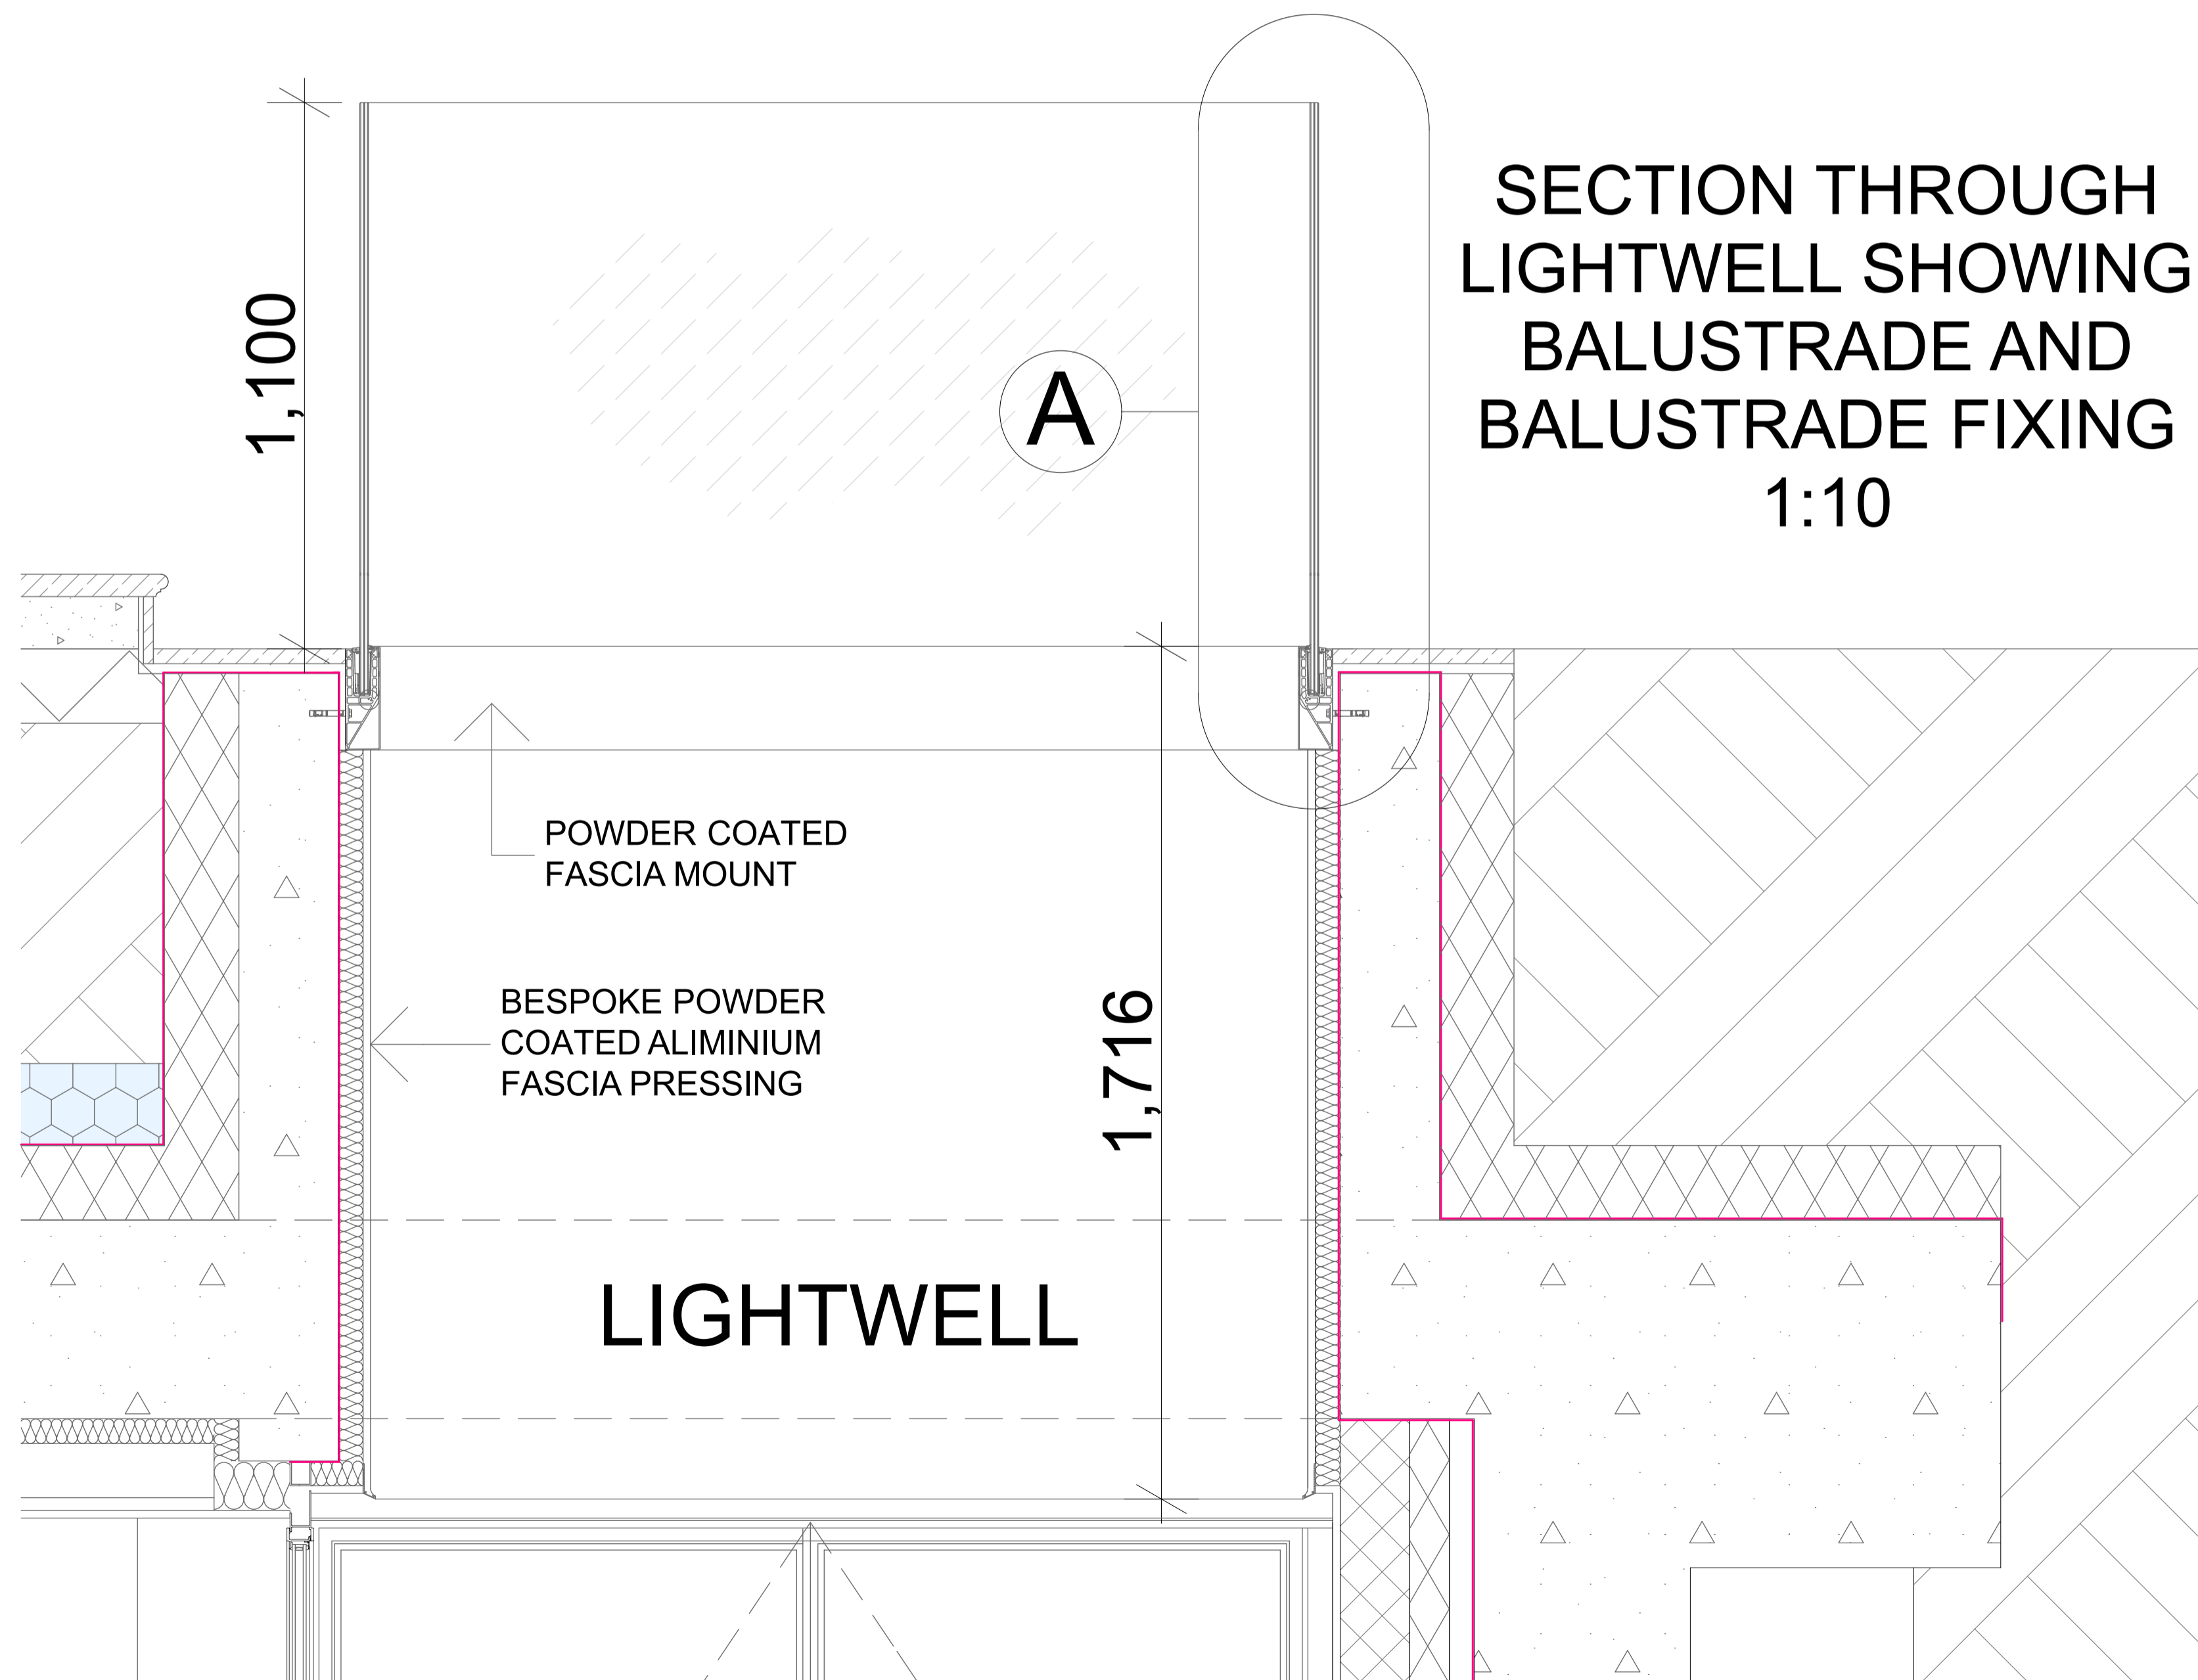 SECTION THROUGH
LIGHTWELL SHOWING
BALUSTRADE AND
BALUSTRADE FIXING
1:10
1,100
A
POWDER COATED
FASCIA MOUNT
BESPOKE POWDER
COATED ALIMINIUM
FASCIA PRESSING
1,716
LIGHTWELL